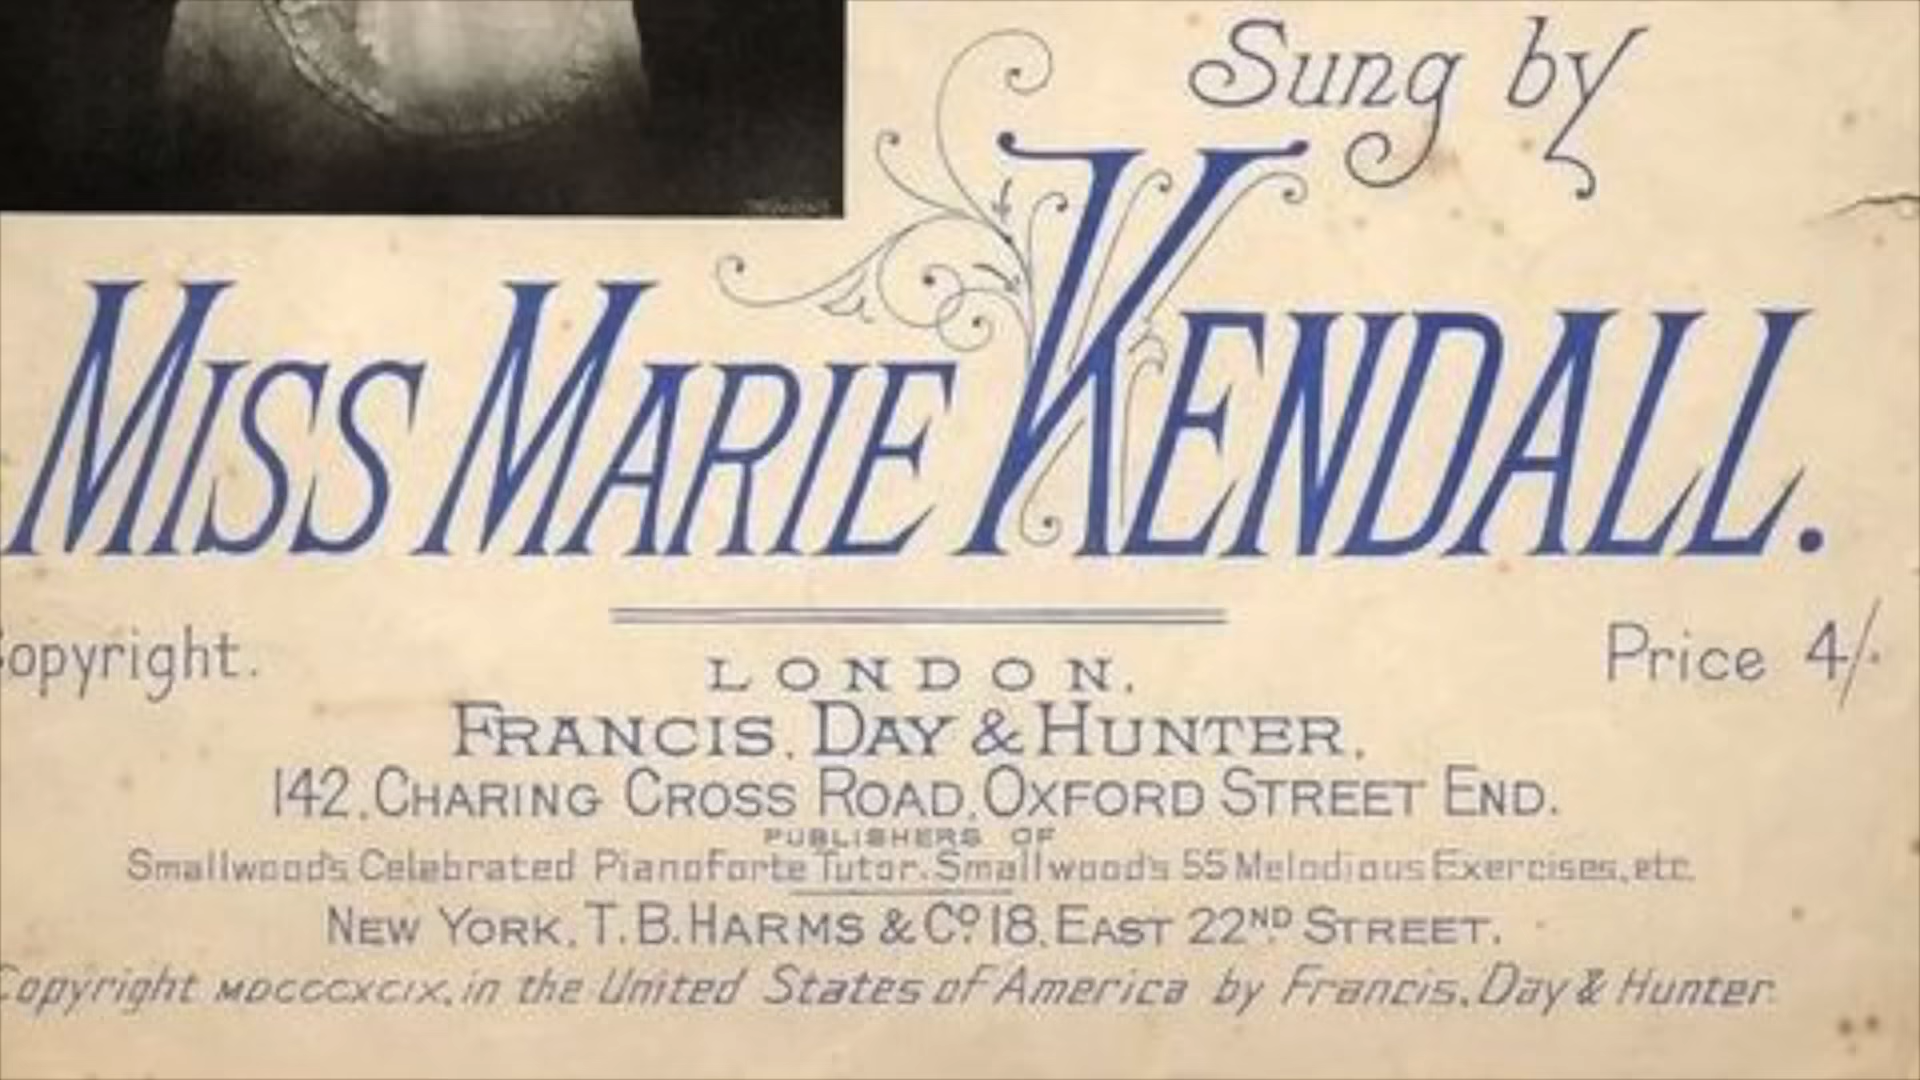 Sung by
MISS MARIE KENDALL.
Copyright.
Price 4/-
LONDON,
FRANCIS, DAY & HUNTER,
142, CHARING CROSS ROAD, OXFORD STREET END.
PUBLISHERS OF
Smallwood's Celebrated Pianoforte Tutor. Smallwood's 55 Melodious Exercises, etc.
NEW YORK, T. B. HARMS & Co 18, EAST 22ND STREET.
Copyright MDCCCXCIX, in the United States of America by Francis, Day & Hunter